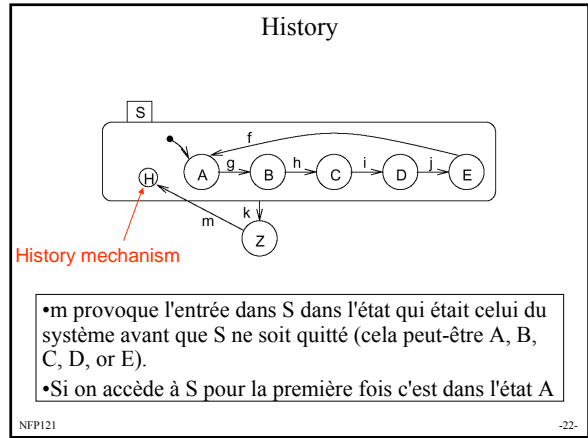 History
S
f
A
g
B
h
C
i
D
j
E
H
k
m
Z
History mechanism
•m provoque l'entrée dans S dans l'état qui était celui du
système avant que S ne soit quitté (cela peut-être A, B,
C, D, or E).
•Si on accède à S pour la première fois c'est dans l'état A
NFP121
-22-